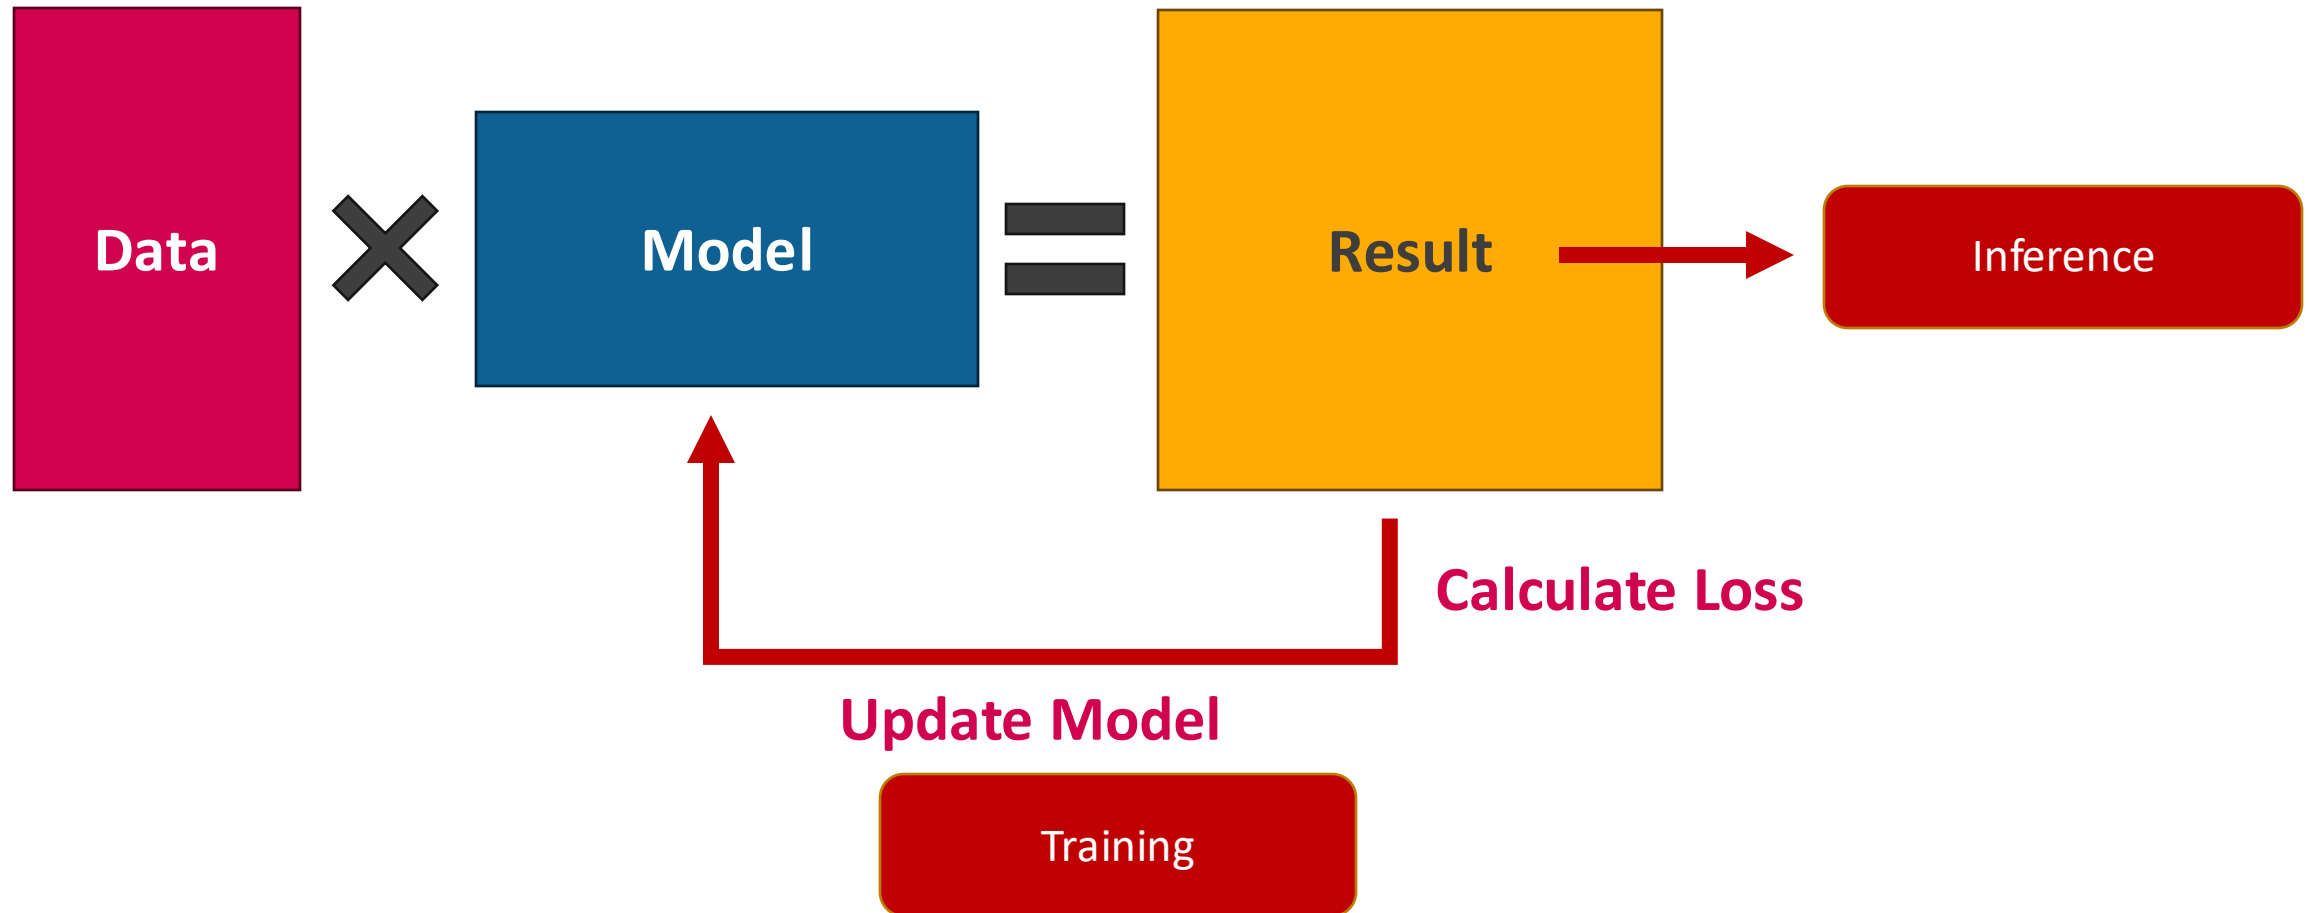 Data
Model
Result
Inference
Calculate Loss
Update Model
Training